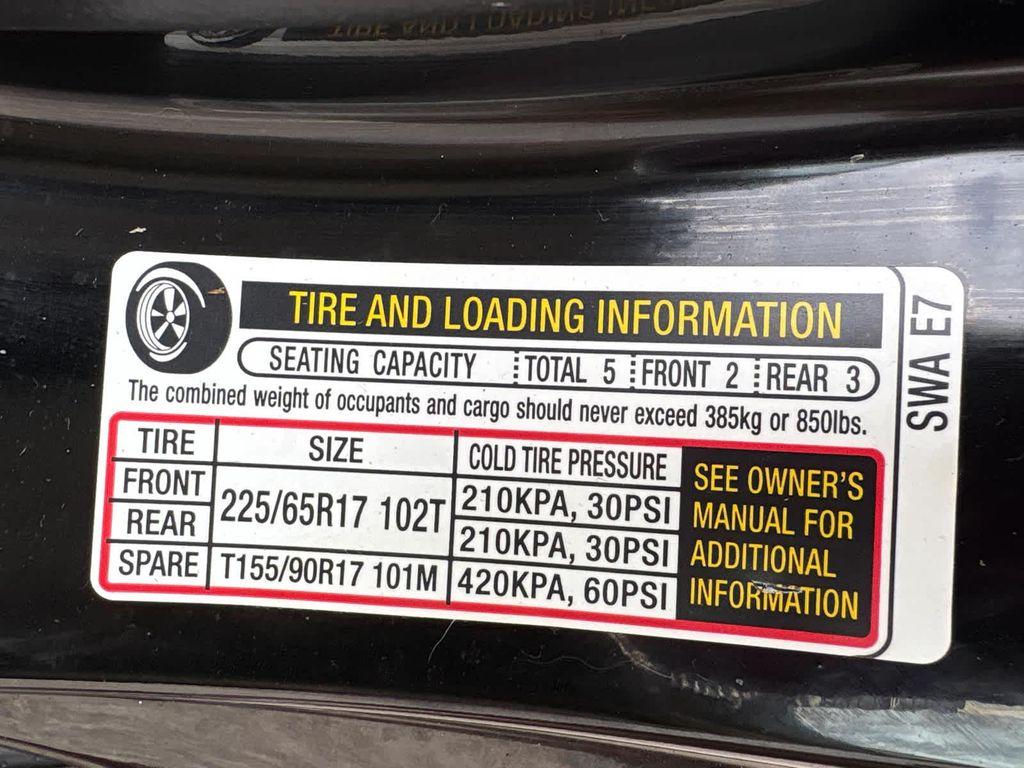 TIRE AND LOADING INFORMATION
SEATING CAPACITY TOTAL 5 FRONT 2 REAR 3
The combined weight of occupants and cargo should never exceed 385kg or 850lbs.
TIRE SIZE COLD TIRE PRESSURE
FRONT 225/65R17 102T 210KPA, 30PSI
REAR 210KPA, 30PSI
SPARE T155/90R17 101M 420KPA, 60PSI
SEE OWNER'S
MANUAL FOR
ADDITIONAL
INFORMATION
SWA E7